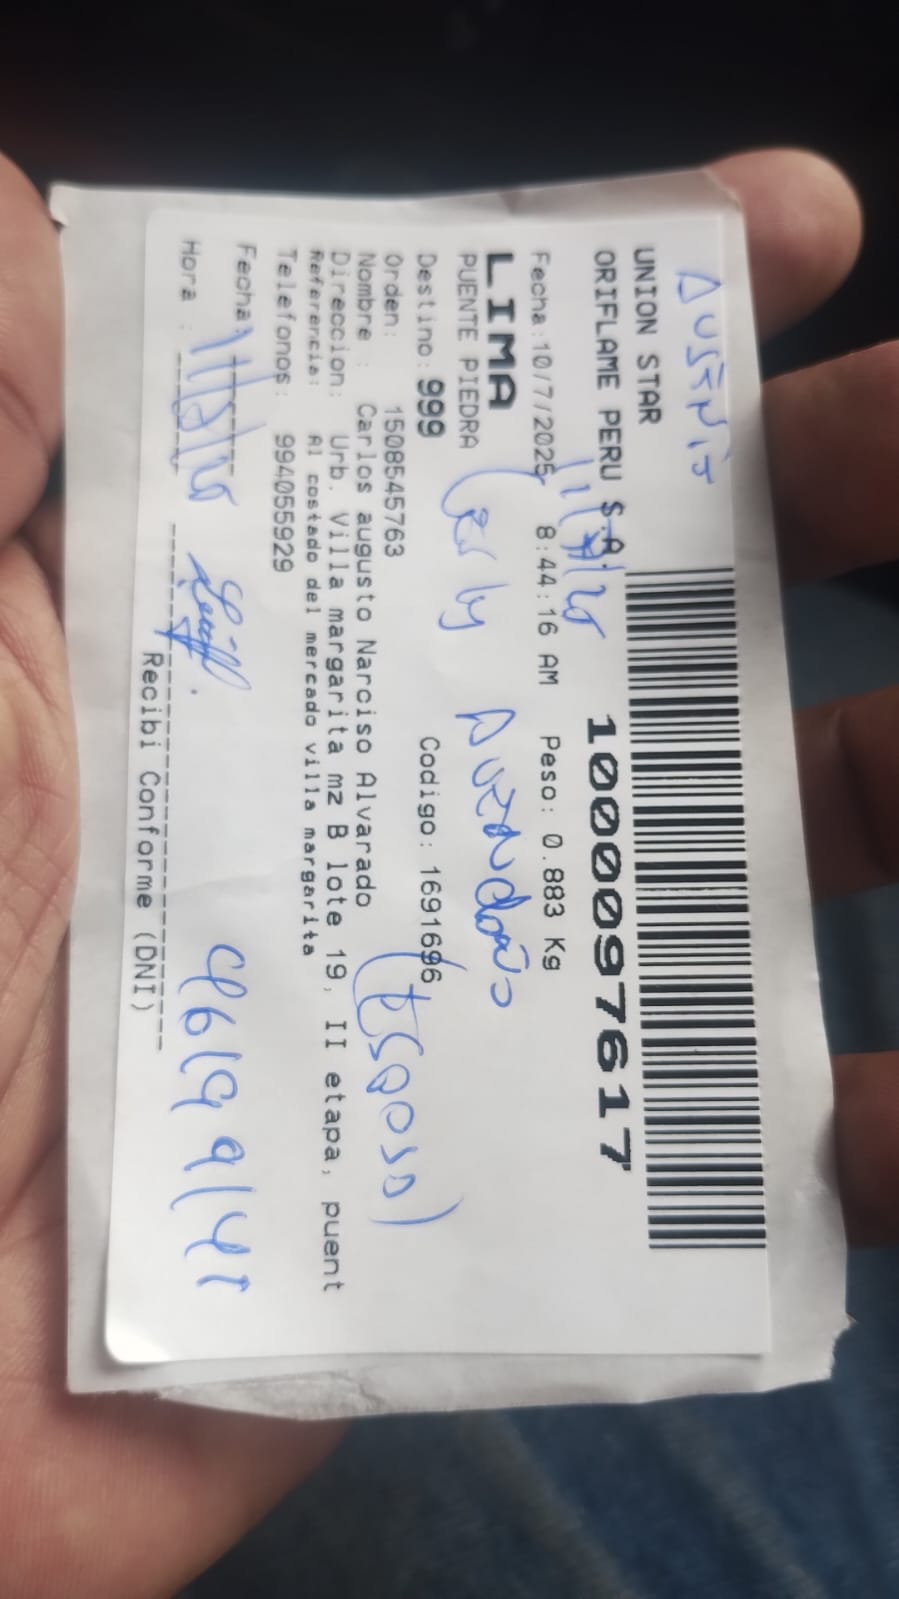 UNION STAR
ORIFLAME PERU S.A.
1000097617
Fecha:10/7/2025 8:44:16 AM Peso: 0.883 Kg
LIMA
PUENTE PIEDRA
Destino: 999 Codigo: 1691696
Orden: 1508545763
Nombre : Carlos augusto Narciso Alvarado
(Esposo)
Direccion: Urb. Villa margarita mz B lote 19, II etapa, puent
Referencia: Al costado del mercado villa margarita
Telefonos: 994055929
Fecha:
Hora :
Recibi Conforme (DNI)